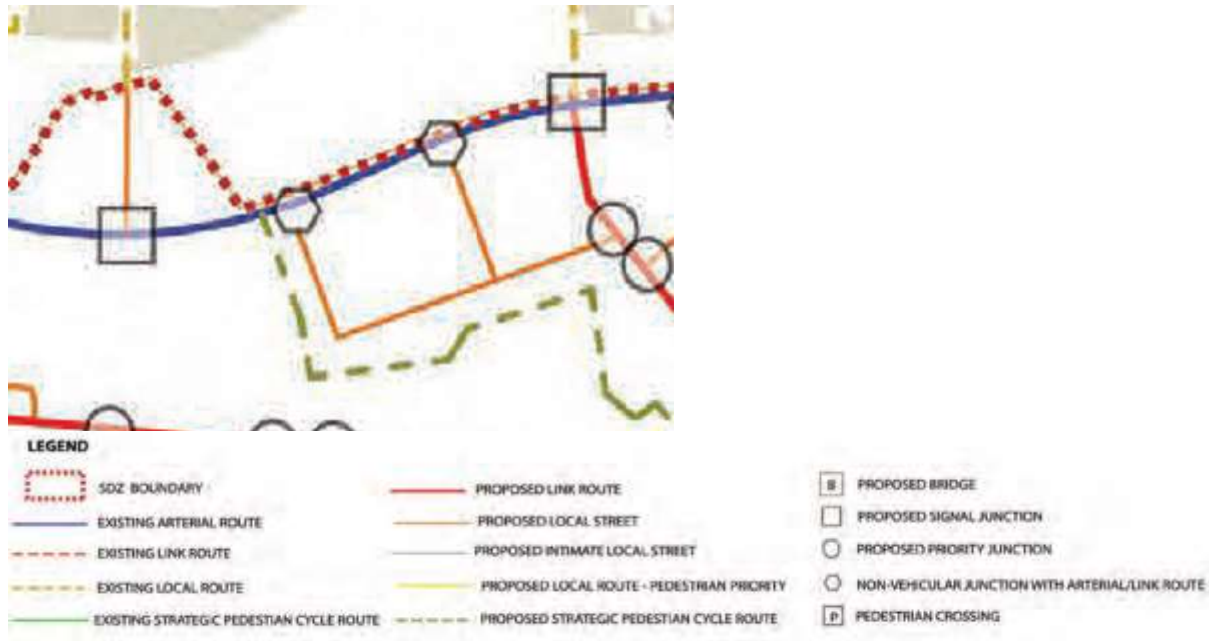 LEGEND
SDZ BOUNDARY
EXISTING ARTERIAL ROUTE
EXISTING LINK ROUTE
EXISTING LOCAL ROUTE
EXISTING STRATEGIC PEDESTIAN CYCLE ROUTE
PROPOSED LINK ROUTE
PROPOSED LOCAL STREET
PROPOSED INTIMATE LOCAL STREET
PROPOSED LOCAL ROUTE - PEDESTRIAN PRIORITY
PROPOSED STRATEGIC PEDESTIAN CYCLE ROUTE
B PROPOSED BRIDGE
PROPOSED SIGNAL JUNCTION
PROPOSED PRIORITY JUNCTION
NON-VEHICULAR JUNCTION WITH ARTERIAL/LINK ROUTE
P PEDESTRIAN CROSSING